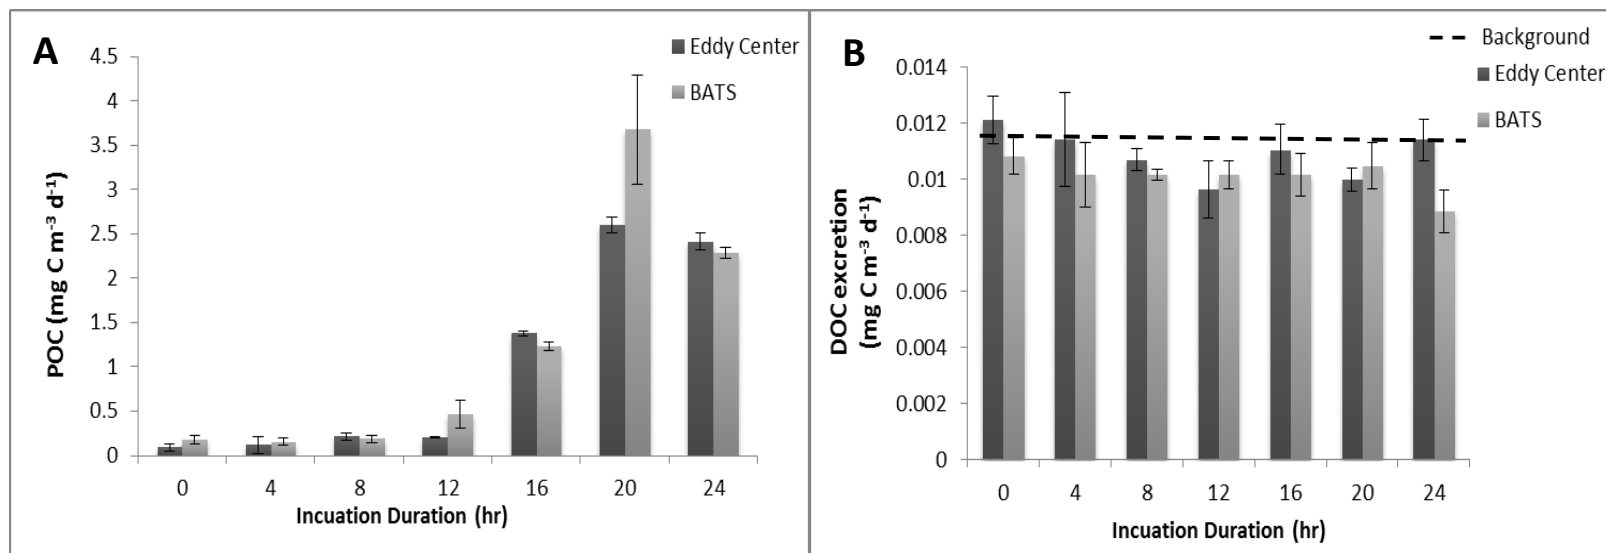 A
Eddy Center
BATS
4.5
4
3.5
3
2.5
2
1.5
1
0.5
0
POC (mg C m-3 d-1)
0 4 8 12 16 20 24
Incuation Duration (hr)
B
Background
Eddy Center
BATS
0.014
0.012
0.01
0.008
0.006
0.004
0.002
0
DOC excretion
(mg C m-3 d-1)
0 4 8 12 16 20 24
Incuation Duration (hr)